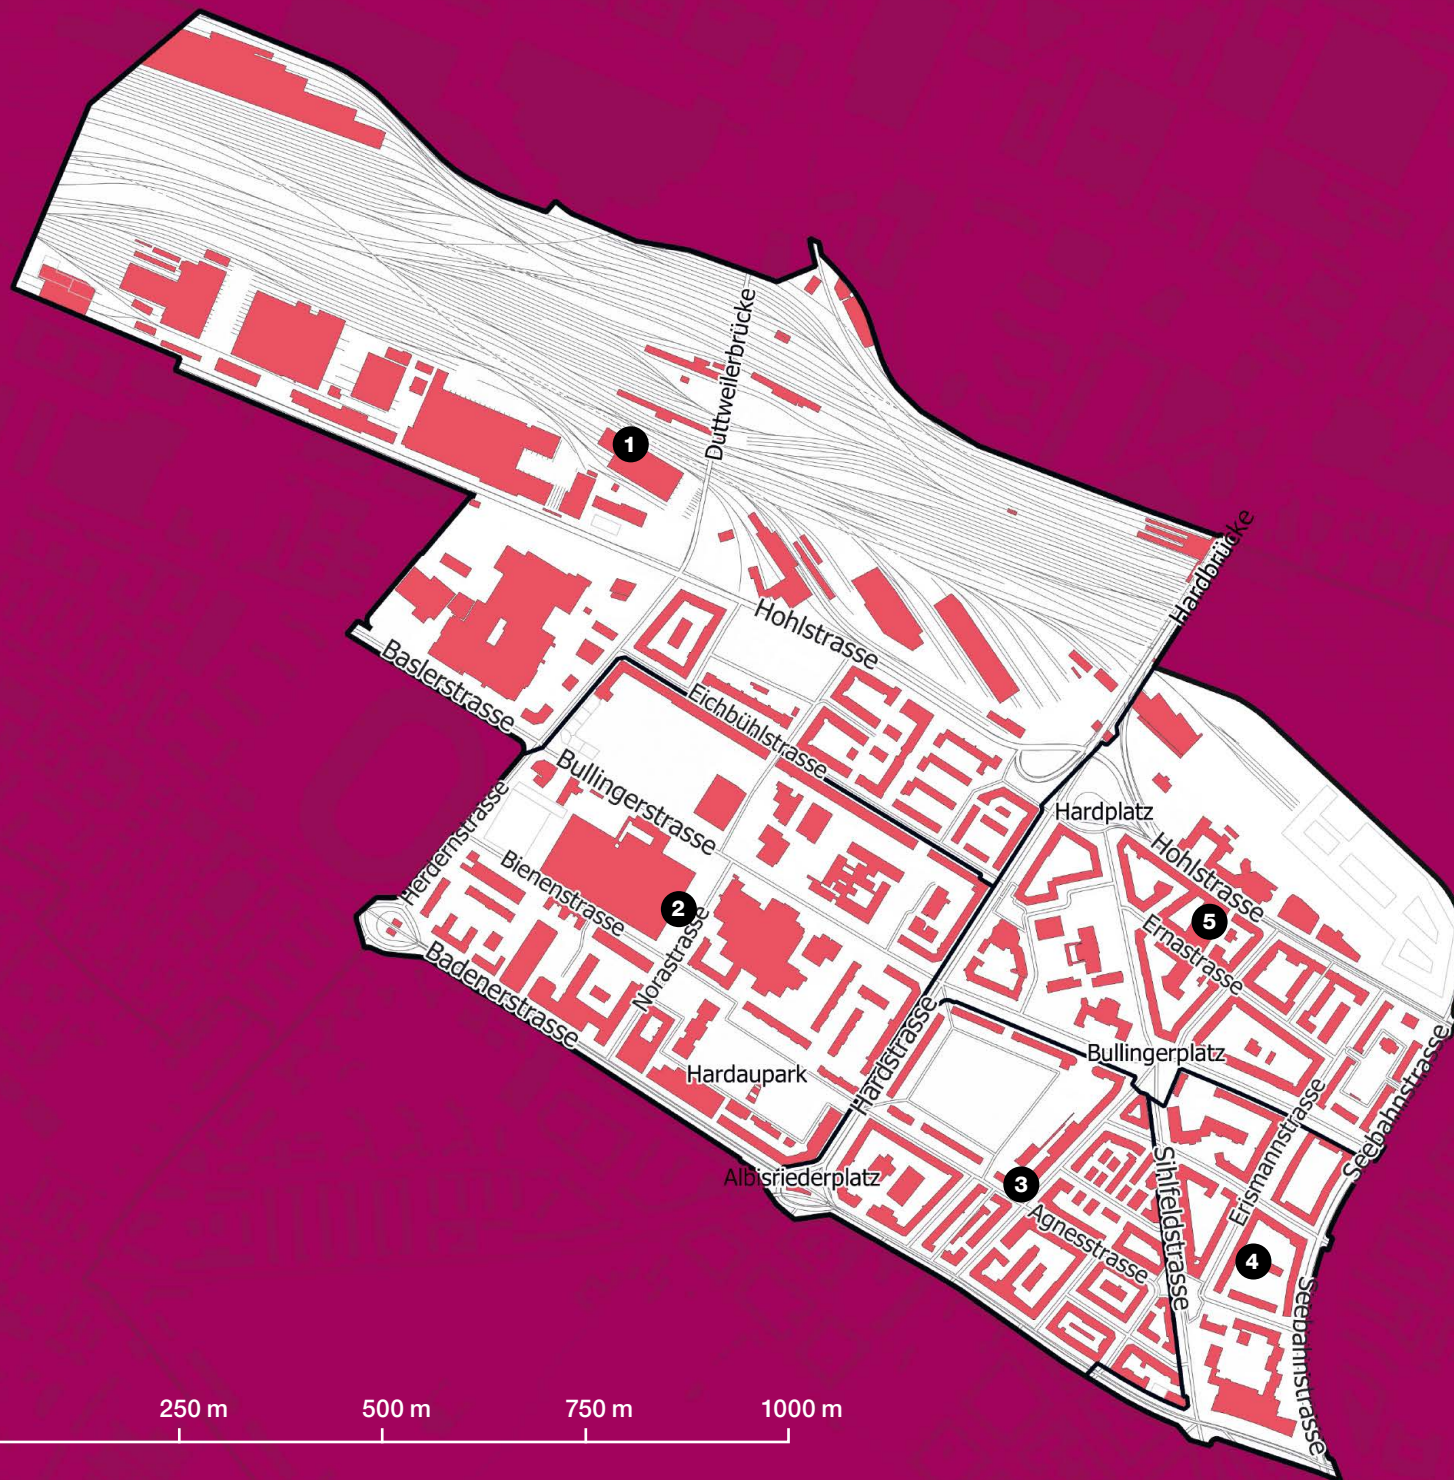 Duttweilerbrücke
1
Hardbrücke
Hohlstrasse
Baslerstrasse
Eichbühlstrasse
Bullingerstrasse
Hardplatz
Herdernstrasse
Hohlstrasse
Bienenstrasse
2
5
Ernastrasse
Norastrasse
Badenerstrasse
Hardstrasse
Bullingerplatz
Hardaupark
Seebahnstrasse
Erismannstrasse
Albisriederplatz
3
Sihlfeldstrasse
Agnesstrasse
4
Seebahnstrasse
250 m 500 m 750 m 1000 m